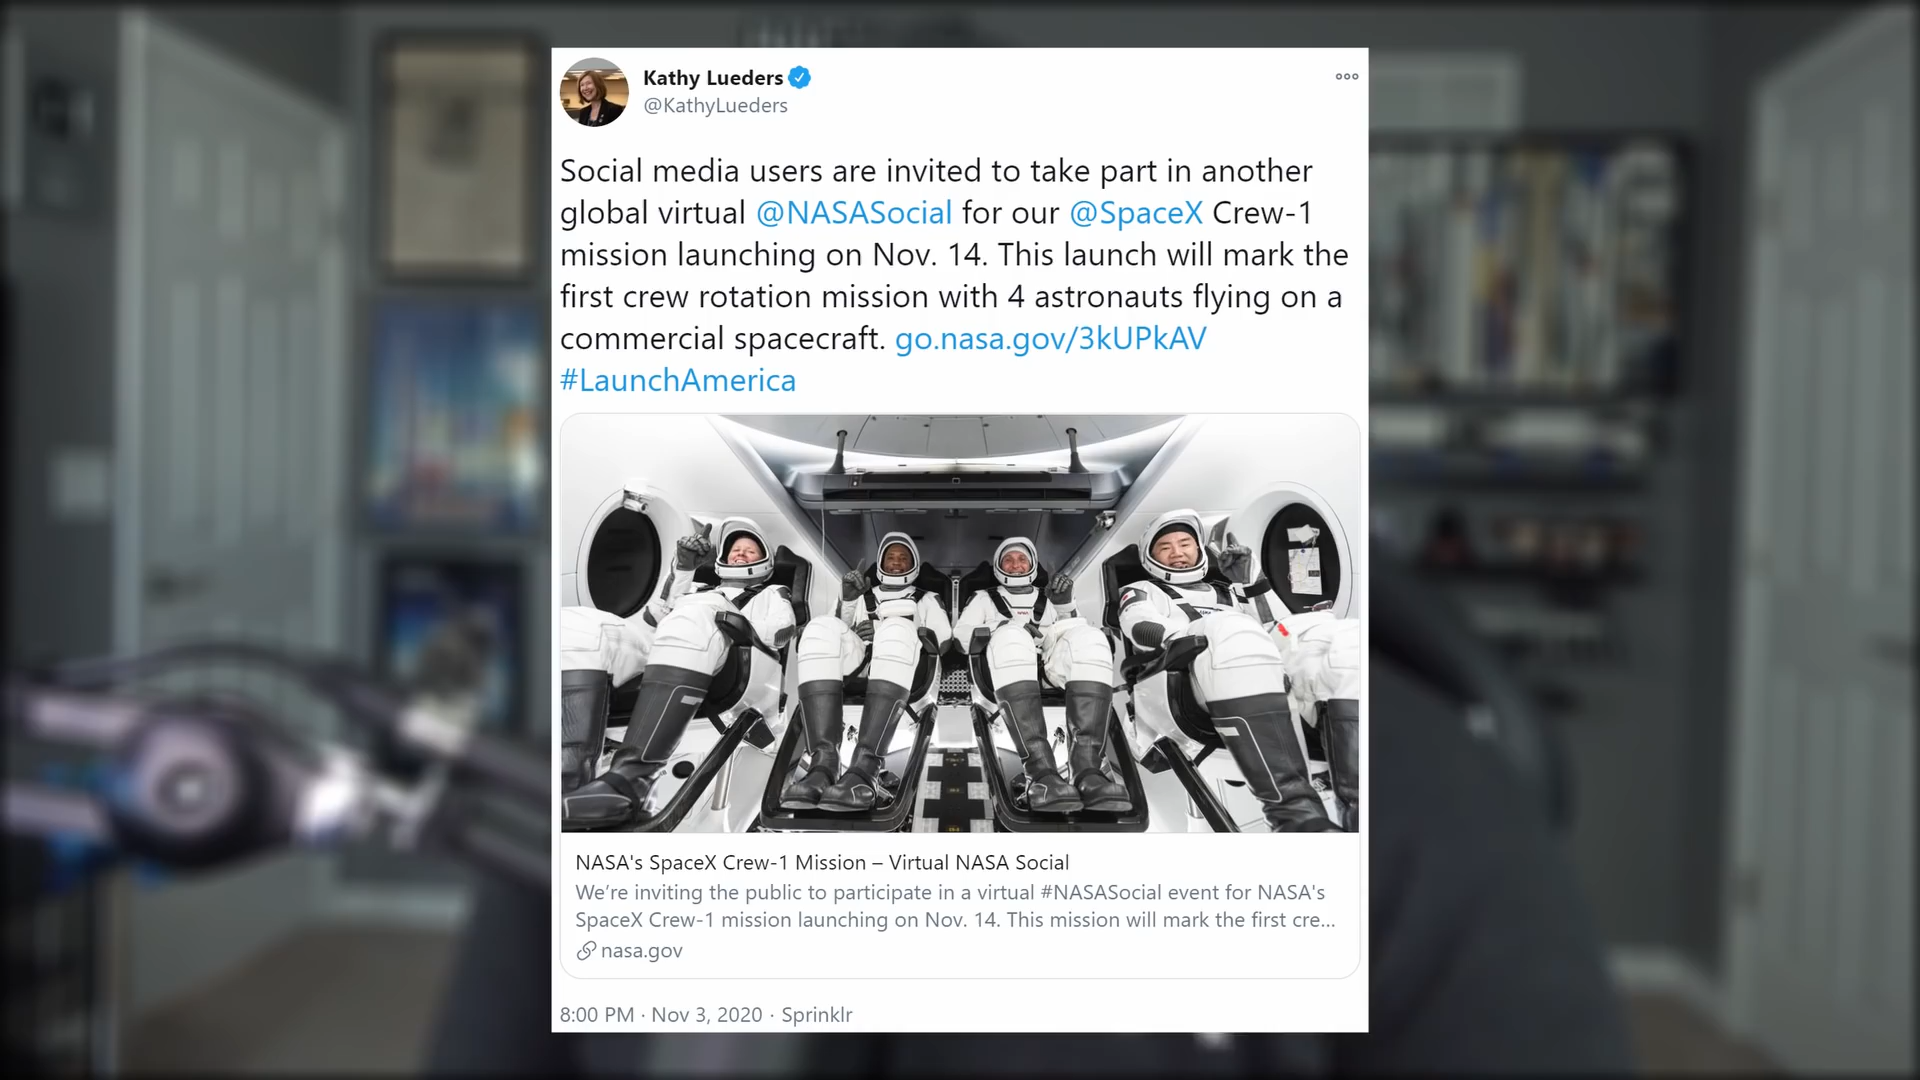 Kathy Lueders
@KathyLueders
Social media users are invited to take part in another
global virtual @NASASocial for our @SpaceX Crew-1
mission launching on Nov. 14. This launch will mark the
first crew rotation mission with 4 astronauts flying on a
commercial spacecraft. go.nasa.gov/3kUPkAV
#LaunchAmerica
NASA's SpaceX Crew-1 Mission – Virtual NASA Social
We’re inviting the public to participate in a virtual #NASASocial event for NASA's
SpaceX Crew-1 mission launching on Nov. 14. This mission will mark the first cre...
nasa.gov
8:00 PM · Nov 3, 2020 · Sprinklr